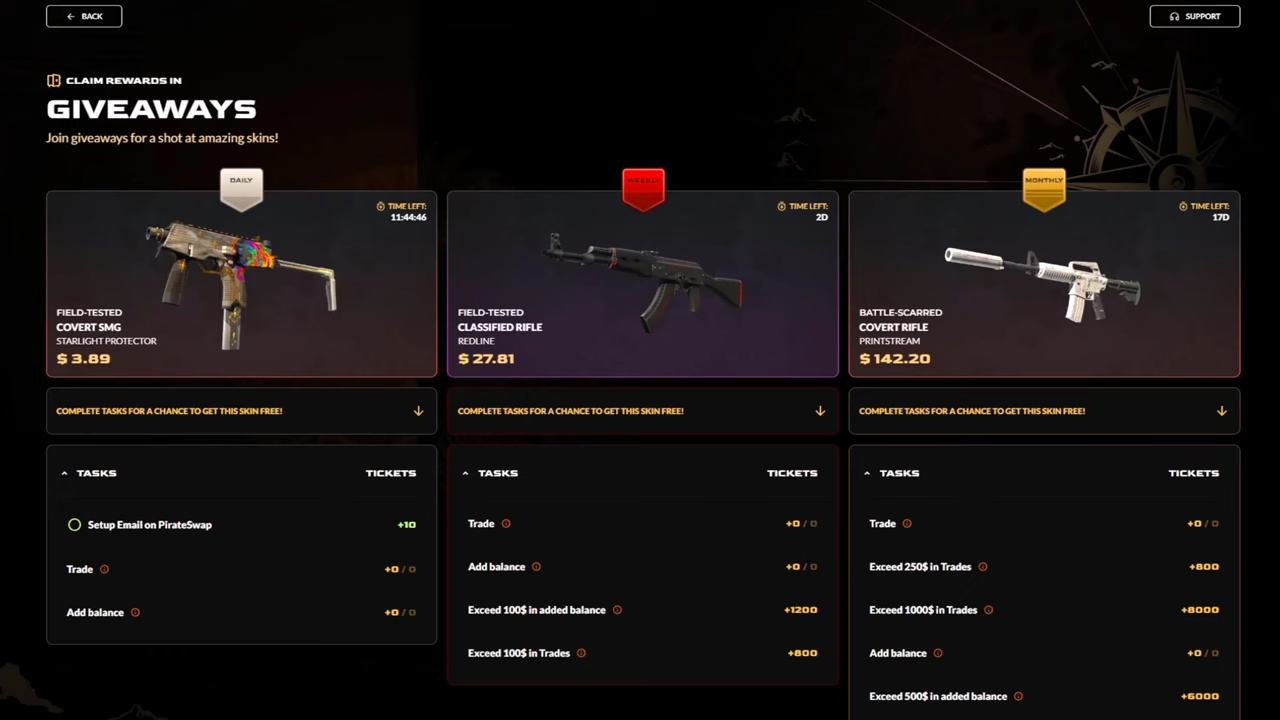 BACK
SUPPORT
CLAIM REWARDS IN
GIVEAWAYS
Join giveaways for a shot at amazing skins!
DAILY
TIME LEFT:
11:44:46
FIELD-TESTED
COVERT SMG
STARLIGHT PROTECTOR
$ 3.89
COMPLETE TASKS FOR A CHANCE TO GET THIS SKIN FREE!
TASKS TICKETS
Setup Email on PirateSwap +10
Trade +0 / 0
Add balance +0 / 0
WEEKLY
TIME LEFT:
2D
FIELD-TESTED
CLASSIFIED RIFLE
REDLINE
$ 27.81
COMPLETE TASKS FOR A CHANCE TO GET THIS SKIN FREE!
TASKS TICKETS
Trade +0 / 0
Add balance +0 / 0
Exceed 100$ in added balance +1200
Exceed 100$ in Trades +800
MONTHLY
TIME LEFT:
17D
BATTLE-SCARRED
COVERT RIFLE
PRINTSTREAM
$ 142.20
COMPLETE TASKS FOR A CHANCE TO GET THIS SKIN FREE!
TASKS TICKETS
Trade +0 / 0
Exceed 250$ in Trades +800
Exceed 1000$ in Trades +8000
Add balance +0 / 0
Exceed 500$ in added balance +6000